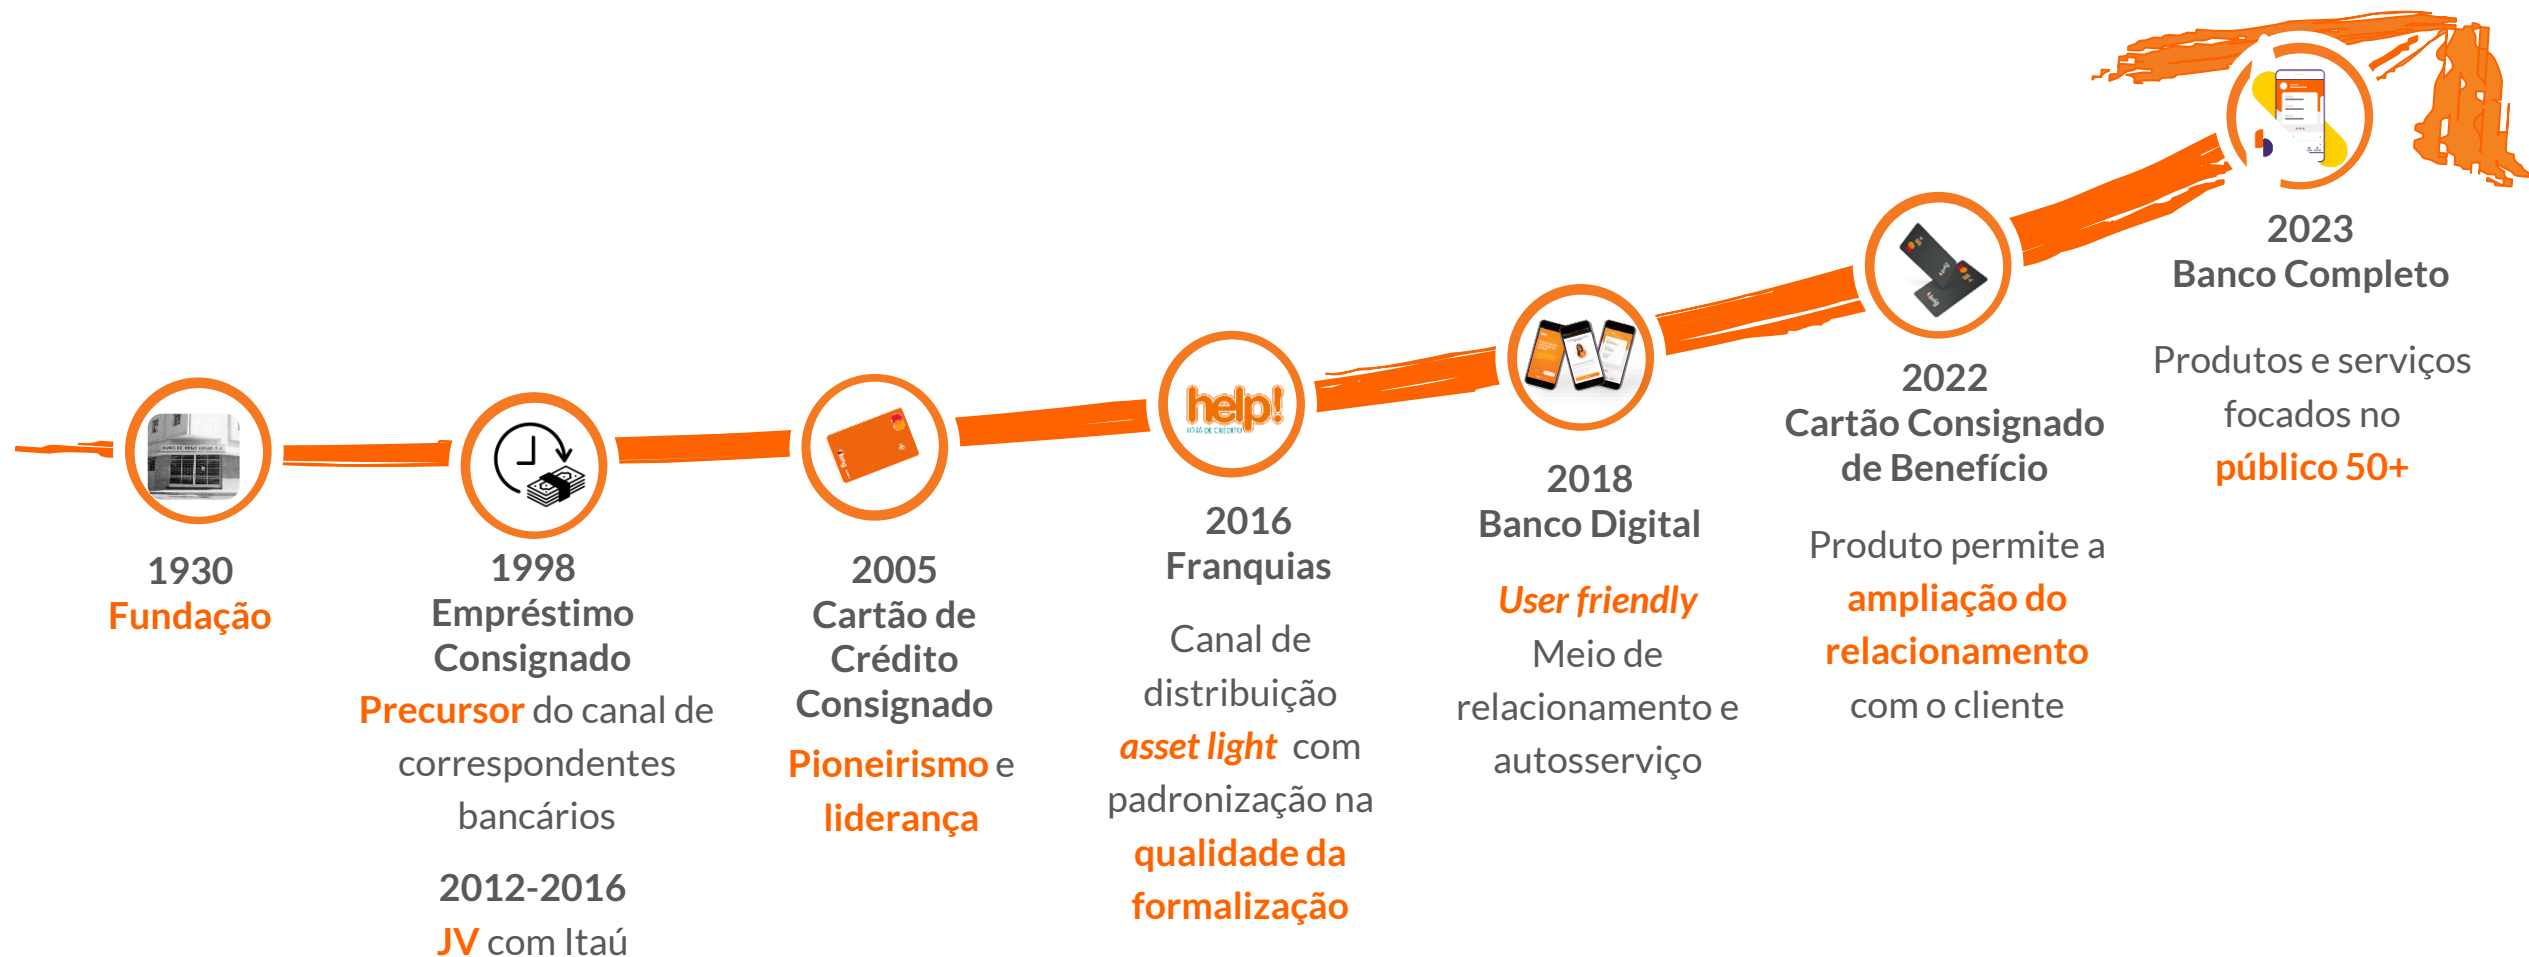 1930
Fundação
1998
Empréstimo
Consignado
Precursor do canal de
correspondentes
bancários
2012-2016
JV com Itaú
2005
Cartão de
Crédito
Consignado
Pioneirismo e
liderança
help!
LOJA DE CRÉDITO
2016
Franquias
Canal de
distribuição
asset light com
padronização na
qualidade da
formalização
2018
Banco Digital
User friendly
Meio de
relacionamento e
autosserviço
2022
Cartão Consignado
de Benefício
Produto permite a
ampliação do
relacionamento
com o cliente
2023
Banco Completo
Produtos e serviços
focados no
público 50+